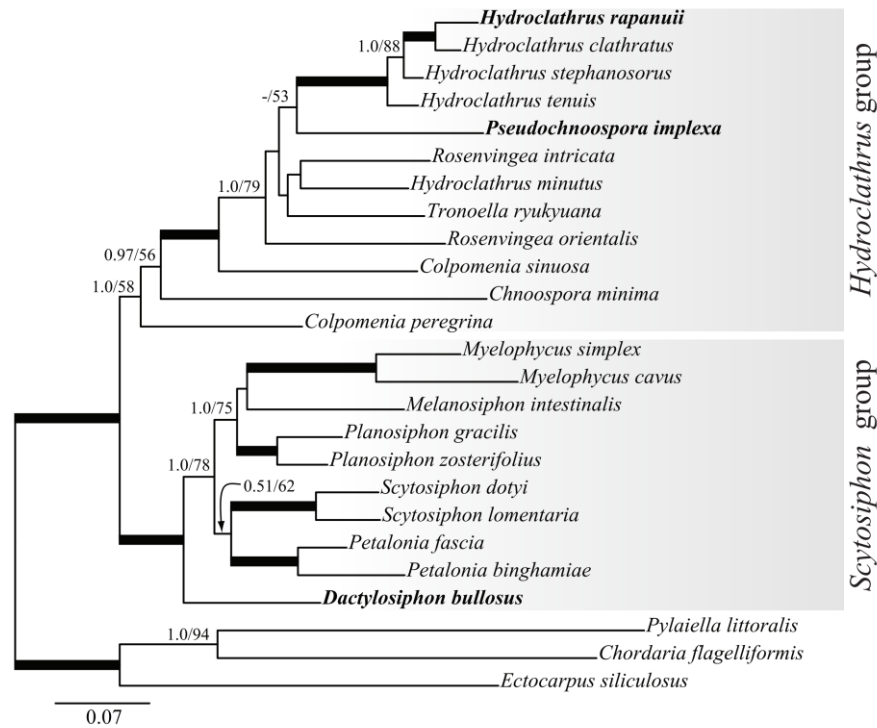 Hydroclathrus rapanuii
1.0/88
Hydroclathrus clathratus
Hydroclathrus stephanosorus
-/53
Hydroclathrus tenuis
Pseudochnoospora implexa
Rosenvingea intricata
1.0/79
Hydroclathrus minutus
Tronoella ryukyuana
Rosenvingea orientalis
0.97/56
Colpomenia sinuosa
1.0/58
Chnoospora minima
Colpomenia peregrina
Hydroclathrus group
Myelophycus simplex
Myelophycus cavus
1.0/75
Melanosiphon intestinalis
Planosiphon gracilis
1.0/78
Planosiphon zosterifolius
0.51/62
Scytosiphon dotyi
Scytosiphon lomentaria
Petalonia fascia
Petalonia binghamiae
Dactylosiphon bullosus
Scytosiphon group
Pylaiella littoralis
1.0/94
Chordaria flagelliformis
Ectocarpus siliculosus
0.07